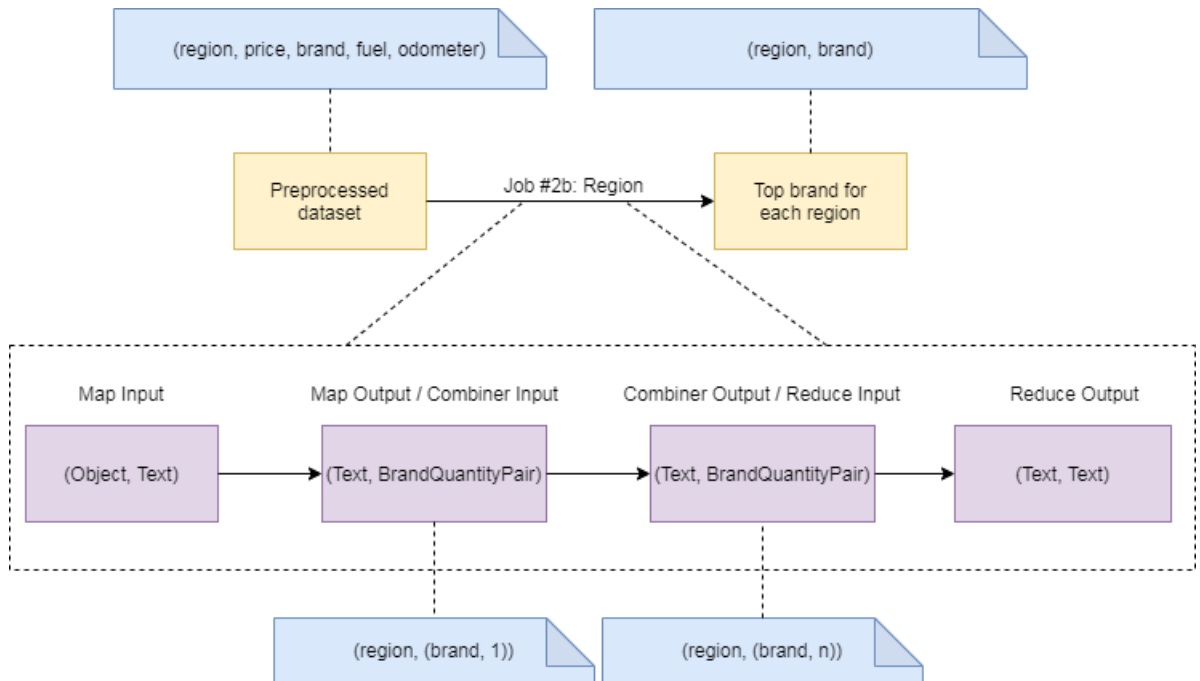 (region, price, brand, fuel, odometer)
(region, brand)
Preprocessed
dataset
Job #2b: Region
Top brand for
each region
Map Input
Map Output / Combiner Input
Combiner Output / Reduce Input
Reduce Output
(Object, Text)
(Text, BrandQuantityPair)
(Text, BrandQuantityPair)
(Text, Text)
(region, (brand, 1))
(region, (brand, n))